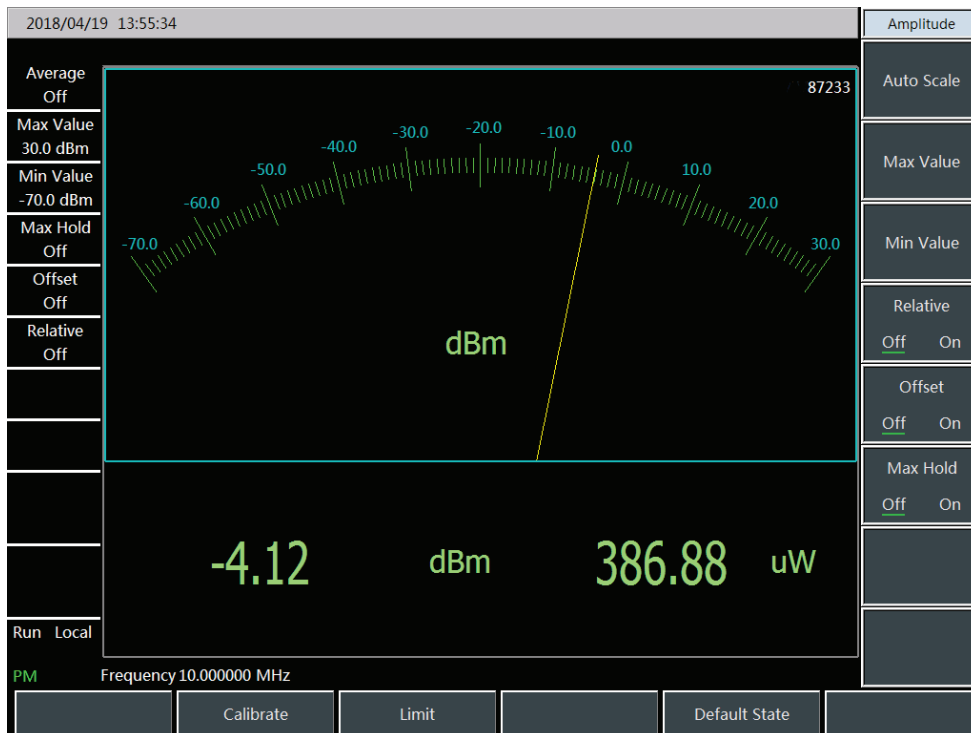 2018/04/19 13:55:34
Amplitude
Average
Off
Max Value
30.0 dBm
Min Value
-70.0 dBm
Max Hold
Off
Offset
Off
Relative
Off
Run Local
87233
-70.0
-60.0
-50.0
-40.0
-30.0
-20.0
-10.0
0.0
10.0
20.0
30.0
dBm
-4.12 dBm 386.88 uW
Auto Scale
Max Value
Min Value
Relative
Off On
Offset
Off On
Max Hold
Off On
PM Frequency 10.000000 MHz
Calibrate Limit Default State